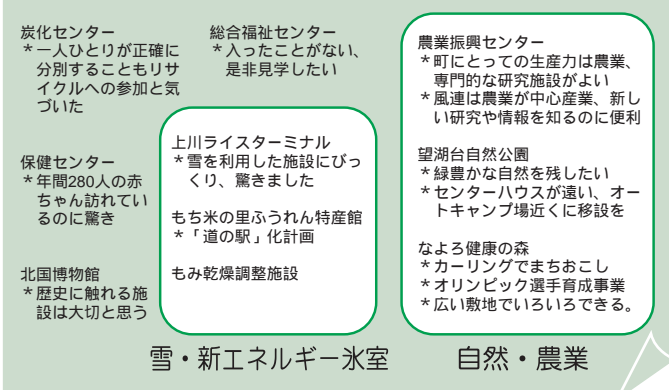 炭化センター
＊一人ひとりが正確に
分別することもリサ
イクルへの参加と気
づいた
保健センター
＊年間280人の赤
ちゃん訪れてい
るのに驚き
北国博物館
＊歴史に触れる施
設は大切と思う
総合福祉センター
＊入ったことがない、
是非見学したい
上川ライスターミナル
＊雪を利用した施設にびっ
くり、驚きました
もち米の里ふうれん特産館
＊「道の駅」化計画
もみ乾燥調整施設
雪・新エネルギー氷室
農業振興センター
＊町にとっての生産力は農業、
専門的な研究施設がよい
＊風連は農業が中心産業、新し
い研究や情報を知るのに便利
望湖台自然公園
＊緑豊かな自然を残したい
＊センターハウスが遠い、オー
トキャンプ場近くに移設を
なよろ健康の森
＊カーリングでまちおこし
＊オリンピック選手育成事業
＊広い敷地でいろいろできる。
自然・農業